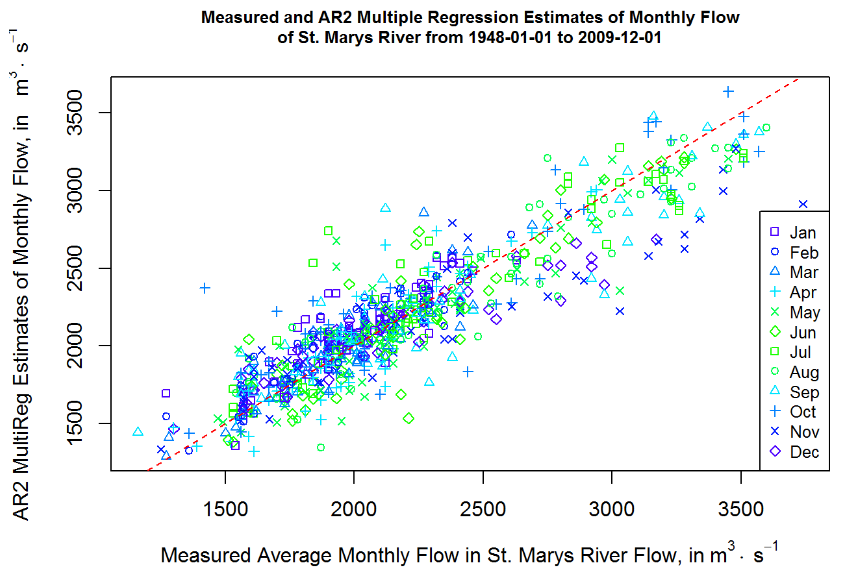 Measured and AR2 Multiple Regression Estimates of Monthly Flow
of St. Marys River from 1948-01-01 to 2009-12-01
AR2 MultiReg Estimates of Monthly Flow, in m³ · s⁻¹
3500
3000
2500
2000
1500
Jan
Feb
Mar
Apr
May
Jun
Jul
Aug
Sep
Oct
Nov
Dec
1500 2000 2500 3000 3500
Measured Average Monthly Flow in St. Marys River Flow, in m³ · s⁻¹